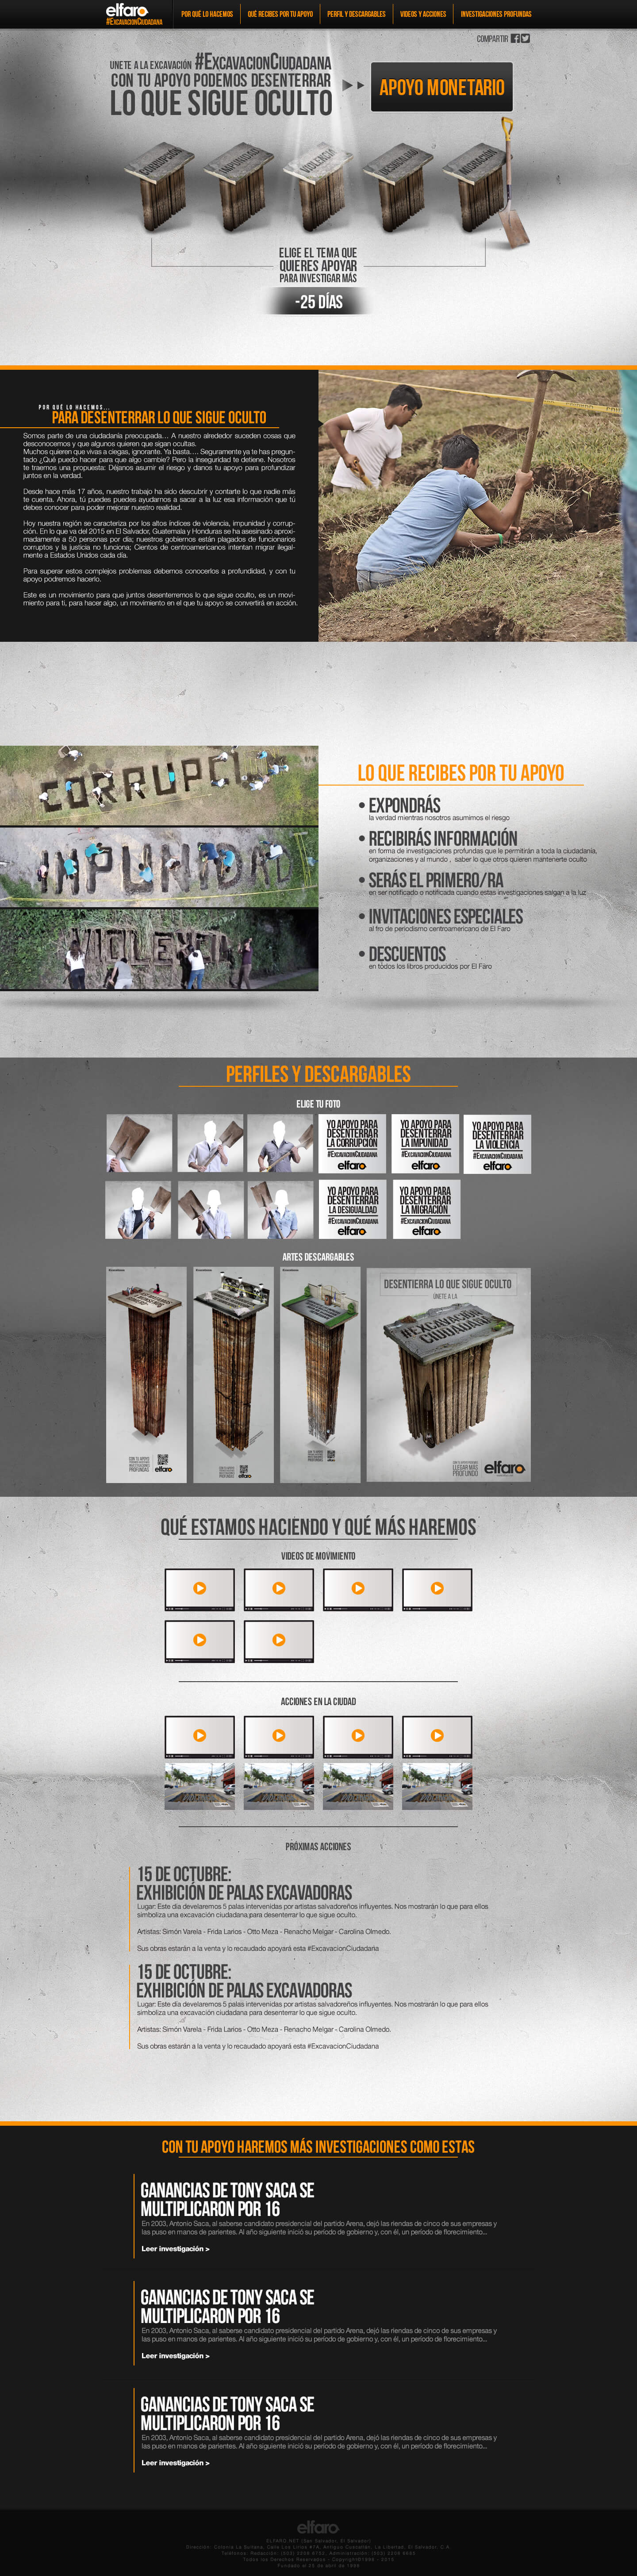 elfaro
#EXCAVACIONCIUDADANA
POR QUÉ LO HACEMOS
QUÉ RECIBES POR TU APOYO
PERFIL Y DESCARGABLES
VIDEOS Y ACCIONES
INVESTIGACIONES PROFUNDAS
COMPARTIR
UNETE A LA EXCAVACIÓN #EXCAVACIONCIUDADANA
CON TU APOYO PODEMOS DESENTERRAR
LO QUE SIGUE OCULTO
APOYO MONETARIO
CORRUPCIÓN
IMPUNIDAD
VIOLENCIA
DESIGUALDAD
MIGRACIÓN
ELIGE EL TEMA QUE
QUIERES APOYAR
PARA INVESTIGAR MÁS
-25 DÍAS
POR QUÉ LO HACEMOS...
PARA DESENTERRAR LO QUE SIGUE OCULTO
Somos parte de una ciudadanía preocupada… A nuestro alrededor suceden cosas que
desconocemos y que algunos quieren que sigan ocultas.
Muchos quieren que vivas a ciegas, ignorante. Ya basta.… Seguramente ya te has pregun-
tado ¿Qué puedo hacer para que algo cambie? Pero la inseguridad te detiene. Nosotros
te traemos una propuesta: Déjanos asumir el riesgo y danos tu apoyo para profundizar
juntos en la verdad.
Desde hace más 17 años, nuestro trabajo ha sido descubrir y contarte lo que nadie más
te cuenta. Ahora, tú puedes puedes ayudarnos a sacar a la luz esa información que tú
debes conocer para poder mejorar nuestro realidad.
Hoy nuestra región se caracteriza por los altos índices de violencia, impunidad y corrup-
ción. En lo que va del 2015 en El Salvador, Guatemala y Honduras se ha asesinado aproxi-
madamente a 50 personas por día; nuestros gobiernos están plagados de funcionarios
corruptos y la justicia no funciona; Cientos de centroamericanos intentan migrar ilegal-
mente a Estados Unidos cada día.
Para superar estos complejos problemas debemos conocerlos a profundidad, y con tu
apoyo podremos hacerlo.
Este es un movimiento para que juntos desenterremos lo que sigue oculto, es un movi-
miento para ti, para hacer algo, un movimiento en el que tu apoyo se convertirá en acción.
CORRUPC
IMPUNIDAD
VIOLENCI
LO QUE RECIBES POR TU APOYO
• EXPONDRÁS
la verdad mientras nosotros asumimos el riesgo
• RECIBIRÁS INFORMACIÓN
en forma de investigaciones profundas que le permitirán a toda la ciudadanía,
organizaciones y al mundo , saber lo que otros quieren mantenerte oculto
• SERÁS EL PRIMERO/RA
en ser notificado o notificada cuando estas investigaciones salgan a la luz
• INVITACIONES ESPECIALES
al fro de periodismo centroamericano de El Faro
• DESCUENTOS
en todos los libros producidos por El Faro
PERFILES Y DESCARGABLES
ELIGE TU FOTO
YO APOYO PARA
DESENTERRAR
LA CORRUPCIÓN
#EXCAVACIONCIUDADANA
elfaro
YO APOYO PARA
DESENTERRAR
LA IMPUNIDAD
#EXCAVACIONCIUDADANA
elfaro
YO APOYO PARA
DESENTERRAR
LA VIOLENCIA
#EXCAVACIONCIUDADANA
elfaro
YO APOYO PARA
DESENTERRAR
LA DESIGUALDAD
#EXCAVACIONCIUDADANA
elfaro
YO APOYO PARA
DESENTERRAR
LA MIGRACIÓN
#EXCAVACIONCIUDADANA
elfaro
ARTES DESCARGABLES
elfaro
elfaro
elfaro
DESENTIERRA LO QUE SIGUE OCULTO
ÚNETE A LA
#EXCAVACIÓN
CIUDADANA
LLEGAR MÁS
PROFUNDO
elfaro
QUÉ ESTAMOS HACIENDO Y QUÉ MÁS HAREMOS
VIDEOS DE MOVIMIENTO
ACCIONES EN LA CIUDAD
PRÓXIMAS ACCIONES
15 DE OCTUBRE:
EXHIBICIÓN DE PALAS EXCAVADORAS
Lugar: Este día develaremos 5 palas intervenidas por artistas salvadoreños influyentes. Nos mostrarán lo que para ellos
simboliza una excavación ciudadana para desenterrar lo que sigue oculto.
Artistas: Simón Varela - Frida Larios - Otto Meza - Renacho Melgar - Carolina Olmedo.
Sus obras estarán a la venta y lo recaudado apoyará esta #ExcavacionCiudadana
15 DE OCTUBRE:
EXHIBICIÓN DE PALAS EXCAVADORAS
Lugar: Este día develaremos 5 palas intervenidas por artistas salvadoreños influyentes. Nos mostrarán lo que para ellos
simboliza una excavación ciudadana para desenterrar lo que sigue oculto.
Artistas: Simón Varela - Frida Larios - Otto Meza - Renacho Melgar - Carolina Olmedo.
Sus obras estarán a la venta y lo recaudado apoyará esta #ExcavacionCiudadana
CON TU APOYO HAREMOS MÁS INVESTIGACIONES COMO ESTAS
GANANCIAS DE TONY SACA SE
MULTIPLICARON POR 16
En 2003, Antonio Saca, al saberse candidato presidencial del partido Arena, dejó las riendas de cinco de sus empresas y
las puso en manos de parientes. Al año siguiente inició su período de gobierno y, con él, un período de florecimiento...
Leer investigación >
GANANCIAS DE TONY SACA SE
MULTIPLICARON POR 16
En 2003, Antonio Saca, al saberse candidato presidencial del partido Arena, dejó las riendas de cinco de sus empresas y
las puso en manos de parientes. Al año siguiente inició su período de gobierno y, con él, un período de florecimiento...
Leer investigación >
GANANCIAS DE TONY SACA SE
MULTIPLICARON POR 16
En 2003, Antonio Saca, al saberse candidato presidencial del partido Arena, dejó las riendas de cinco de sus empresas y
las puso en manos de parientes. Al año siguiente inició su período de gobierno y, con él, un período de florecimiento...
Leer investigación >
elfaro
ELFARO.NET (San Salvador, El Salvador)
Todos los Derechos Reservados - Copyright©1998 - 2015
Fundado el 25 de abril de 1998